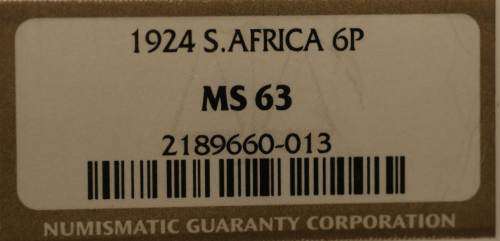 1924 S.AFRICA 6P
MS 63
2189660-013
NUMISMATIC GUARANTY CORPORATION